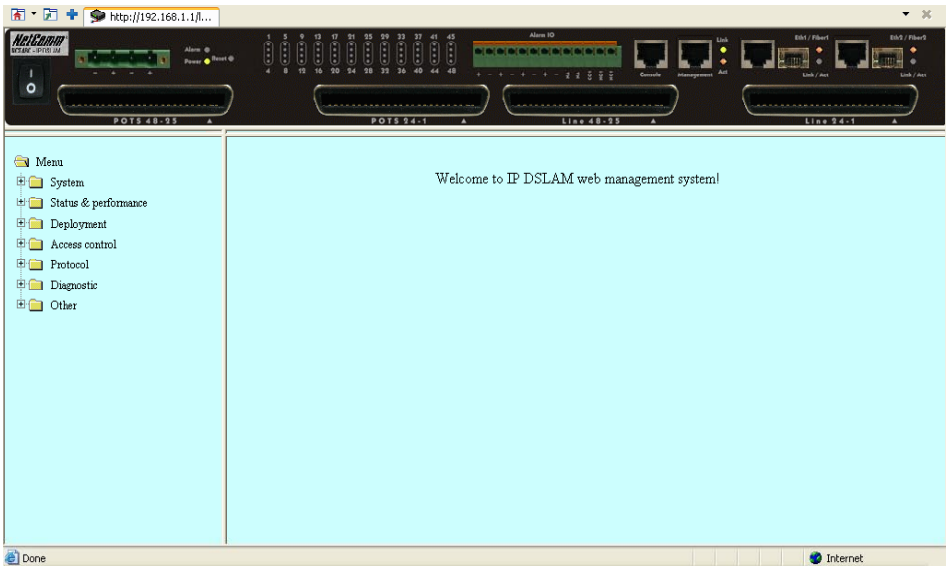 http://192.168.1.1/l...
NetComm
Alarm
Power
Reset
1 5 9 13 17 21 25 29 33 37 41 45
4 8 12 16 20 24 28 32 36 40 44 48
Alarm IO
Console
Management
Link
Act
Eth1 / Fiber1
Link / Act
Eth2 / Fiber2
Link / Act
POTS 48-25
POTS 24-1
Line 48-25
Line 24-1
Menu
System
Status & performance
Deployment
Access control
Protocol
Diagnostic
Other
Welcome to IP DSLAM web management system!
Done
Internet